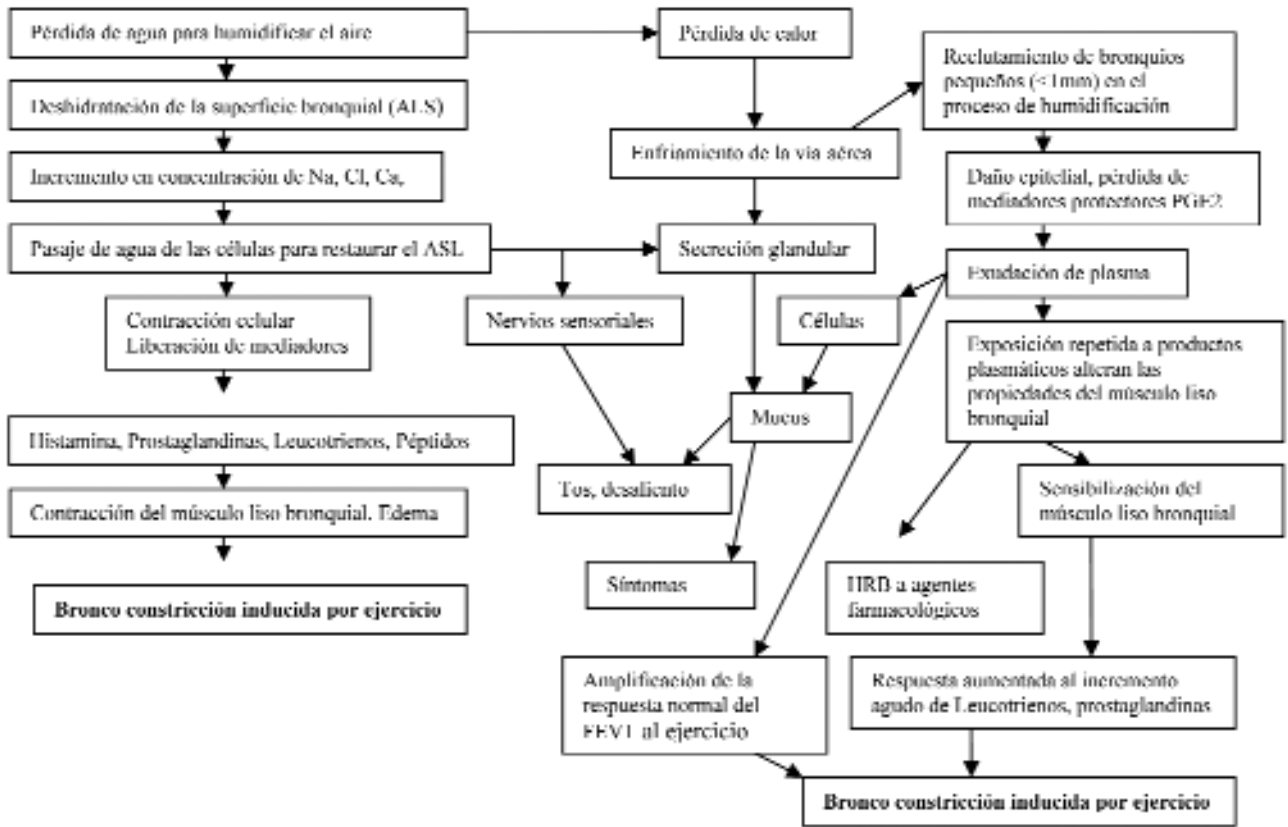 Pérdida de agua para humidificar el aire
Pérdida de calor
Reclutamiento de bronquios
pequeños (<1mm) en el
proceso de humidificación
Deshidratación de la superficie bronquial (ALS)
Enfriamiento de la vía aérea
Incremento en concentración de Na, Cl, Ca,
Daño epitelial, pérdida de
mediadores protectores PGE2
Pasaje de agua de las células para restaurar el ASL
Secreción glandular
Exudación de plasma
Contracción celular
Liberación de mediadores
Nervios sensoriales
Células
Exposición repetida a productos
plasmáticos alteran las
propiedades del músculo liso
bronquial
Mucus
Histamina, Prostaglandinas, Leucotrienos, Péptidos
Tos, desaliento
Sensibilización del
músculo liso bronquial
Contracción del músculo liso bronquial. Edema
Síntomas
HRB a agentes
farmacológicos
Bronco constricción inducida por ejercicio
Amplificación de la
respuesta normal del
FEV1 al ejercicio
Respuesta aumentada al incremento
agudo de Leucotrienos, prostaglandinas
Bronco constricción inducida por ejercicio